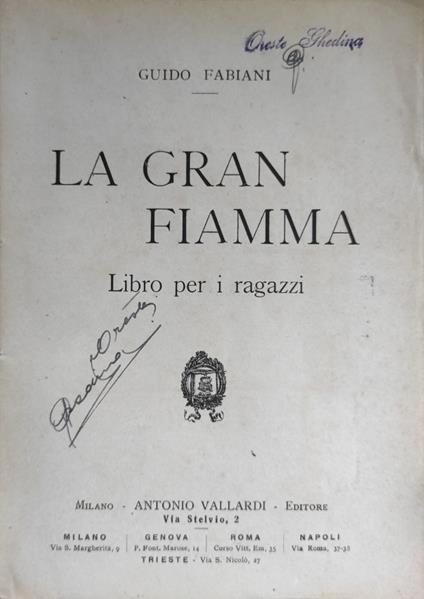 Oreste Ghedina
GUIDO FABIANI
LA GRAN
FIAMMA
Libro per i ragazzi
Oreste
MILANO - ANTONIO VALLARDI - EDITORE
Via Stelvio, 2
MILANO GENOVA ROMA NAPOLI
Via S. Margherita, 9 P. Font. Marose, 14 Corso Vitt. Em, 35 Via Roma, 37-38
TRIESTE - Via S. Nicolò, 27